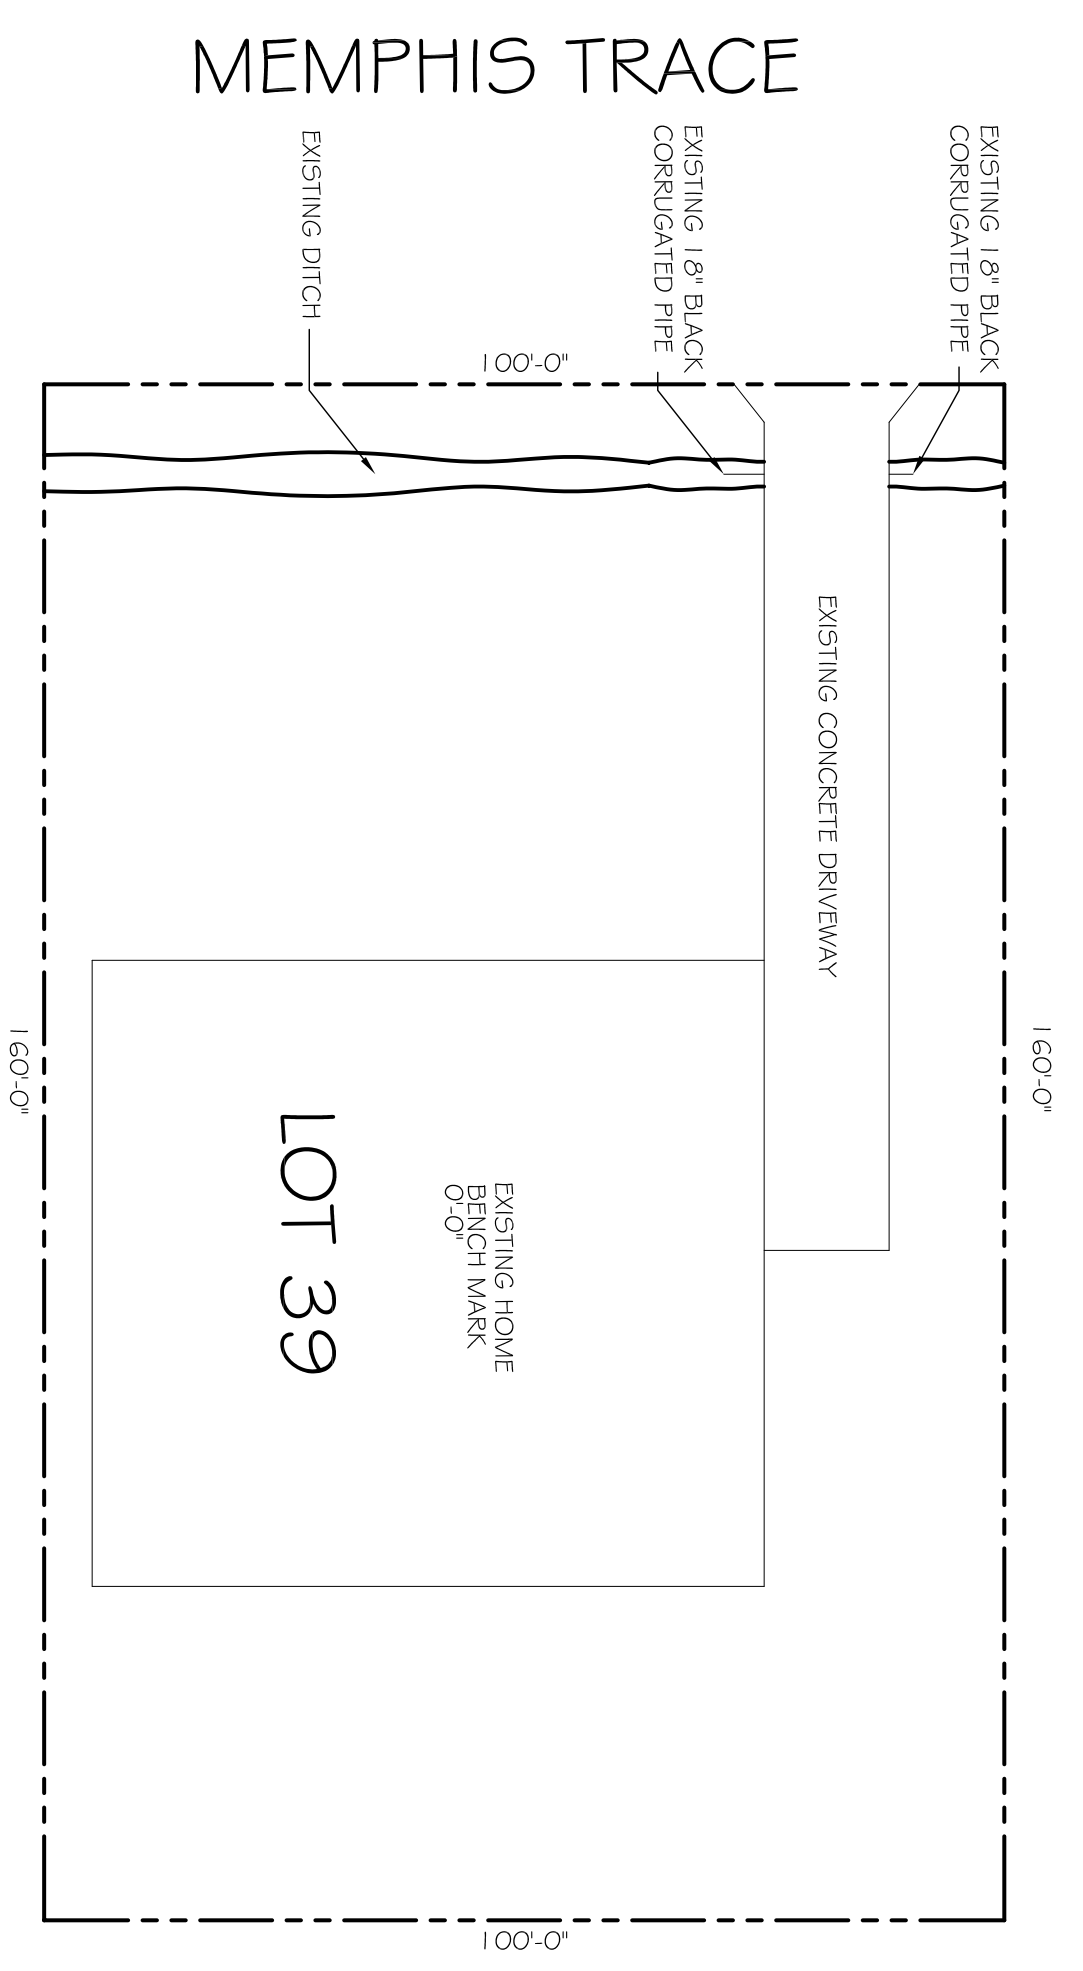 MEMPHIS TRACE
EXISTING DITCH
EXISTING 18" BLACK
CORRUGATED PIPE
EXISTING 18" BLACK
CORRUGATED PIPE
100'-0"
EXISTING CONCRETE DRIVEWAY
160'-0"
160'-0"
LOT 39
EXISTING HOME
BENCH MARK
0'-0"
100'-0"